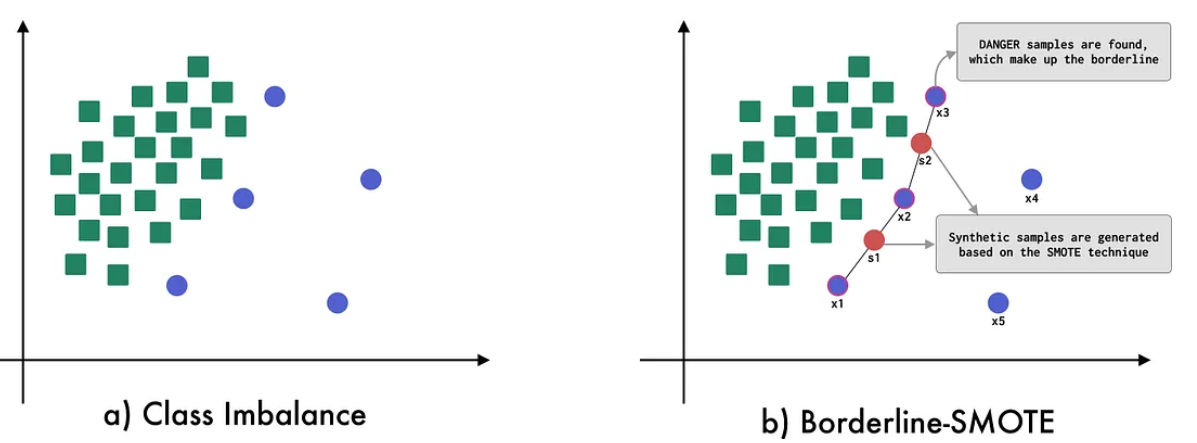 DANGER samples are found,
which make up the borderline
x3
s2
x4
x2
Synthetic samples are generated
based on the SMOTE technique
s1
x1
x5
a) Class Imbalance
b) Borderline-SMOTE